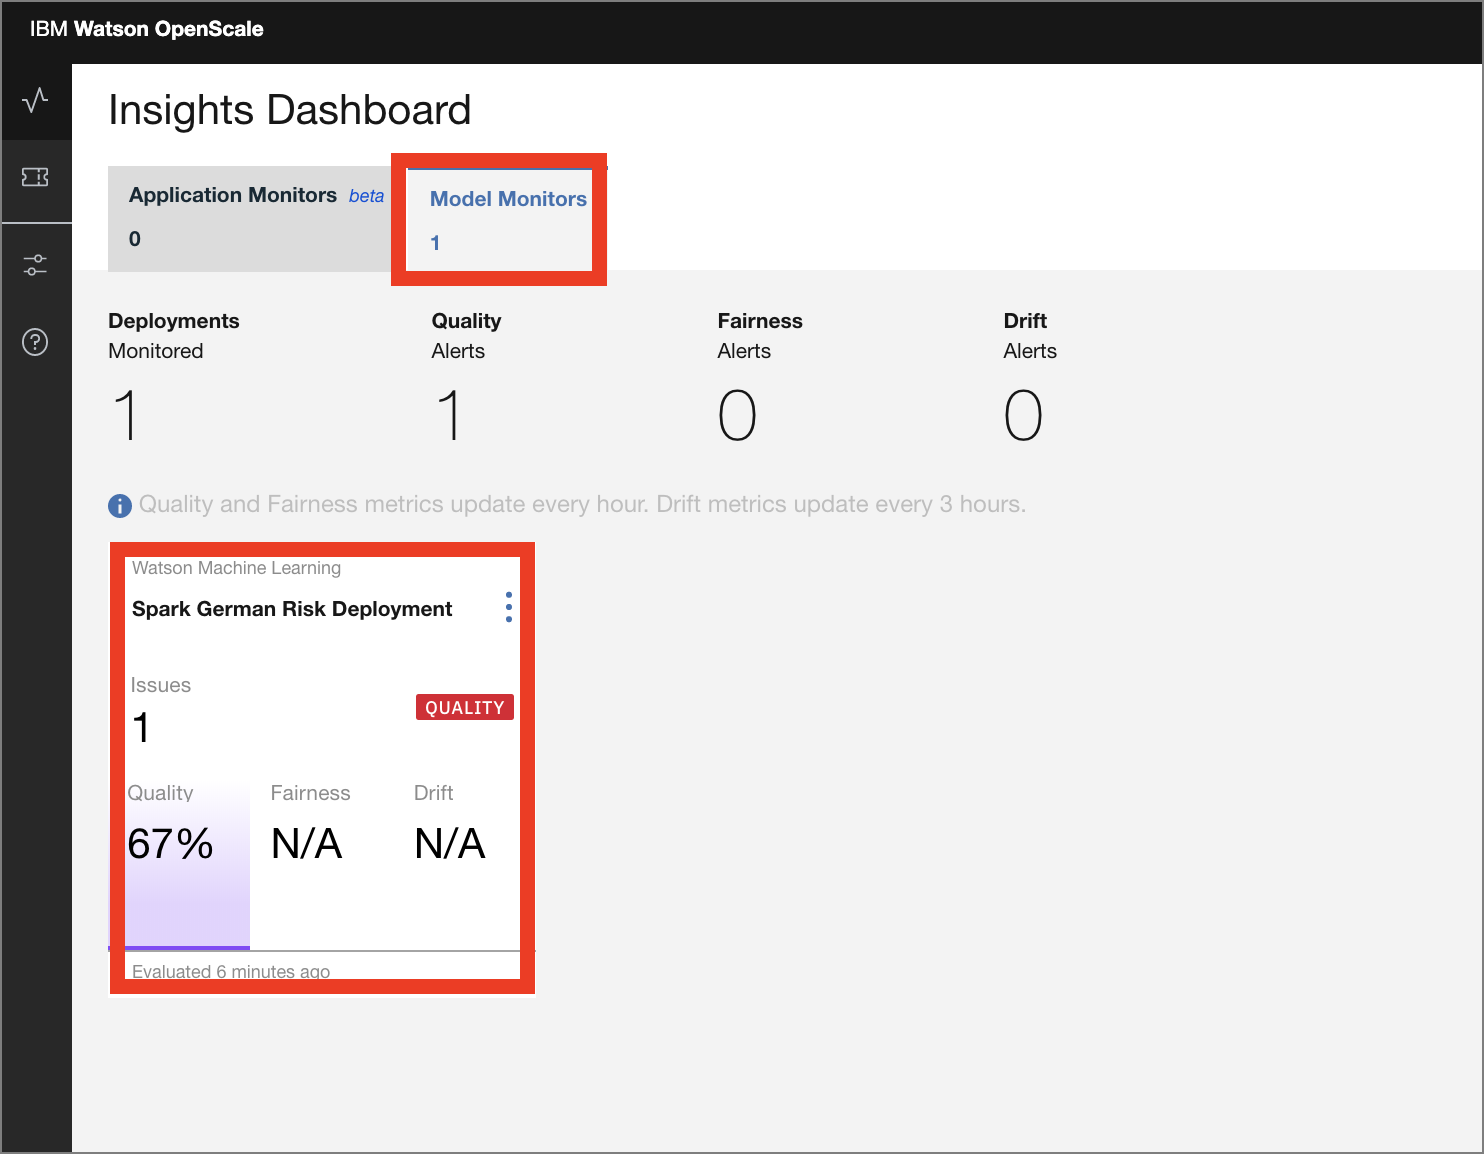 IBM Watson OpenScale
Insights Dashboard
Application Monitors beta
0
Model Monitors
1
Deployments
Monitored
1
Quality
Alerts
1
Fairness
Alerts
0
Drift
Alerts
0
Quality and Fairness metrics update every hour. Drift metrics update every 3 hours.
Watson Machine Learning
Spark German Risk Deployment
Issues
1
QUALITY
Quality
67%
Fairness
N/A
Drift
N/A
Evaluated 6 minutes ago